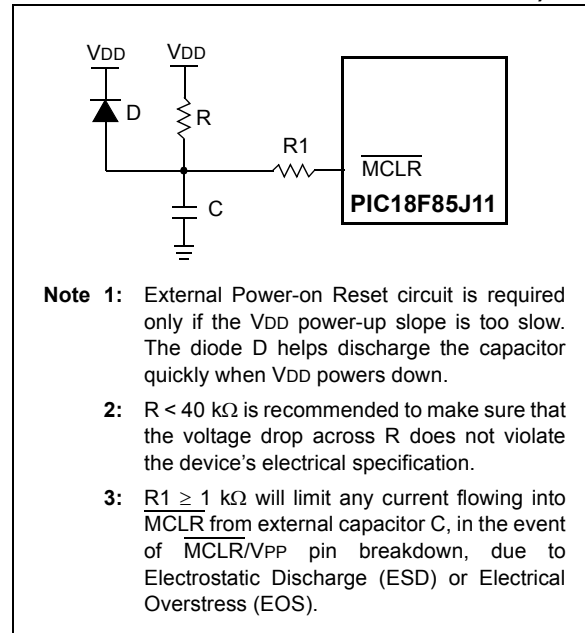 VDD VDD
D
R
R1
MCLR
PIC18F85J11
C
Note 1: External Power-on Reset circuit is required
only if the VDD power-up slope is too slow.
The diode D helps discharge the capacitor
quickly when VDD powers down.
2: R < 40 kΩ is recommended to make sure that
the voltage drop across R does not violate
the device's electrical specification.
3: R1 ≥ 1 kΩ will limit any current flowing into
MCLR from external capacitor C, in the event
of MCLR/VPP pin breakdown, due to
Electrostatic Discharge (ESD) or Electrical
Overstress (EOS).